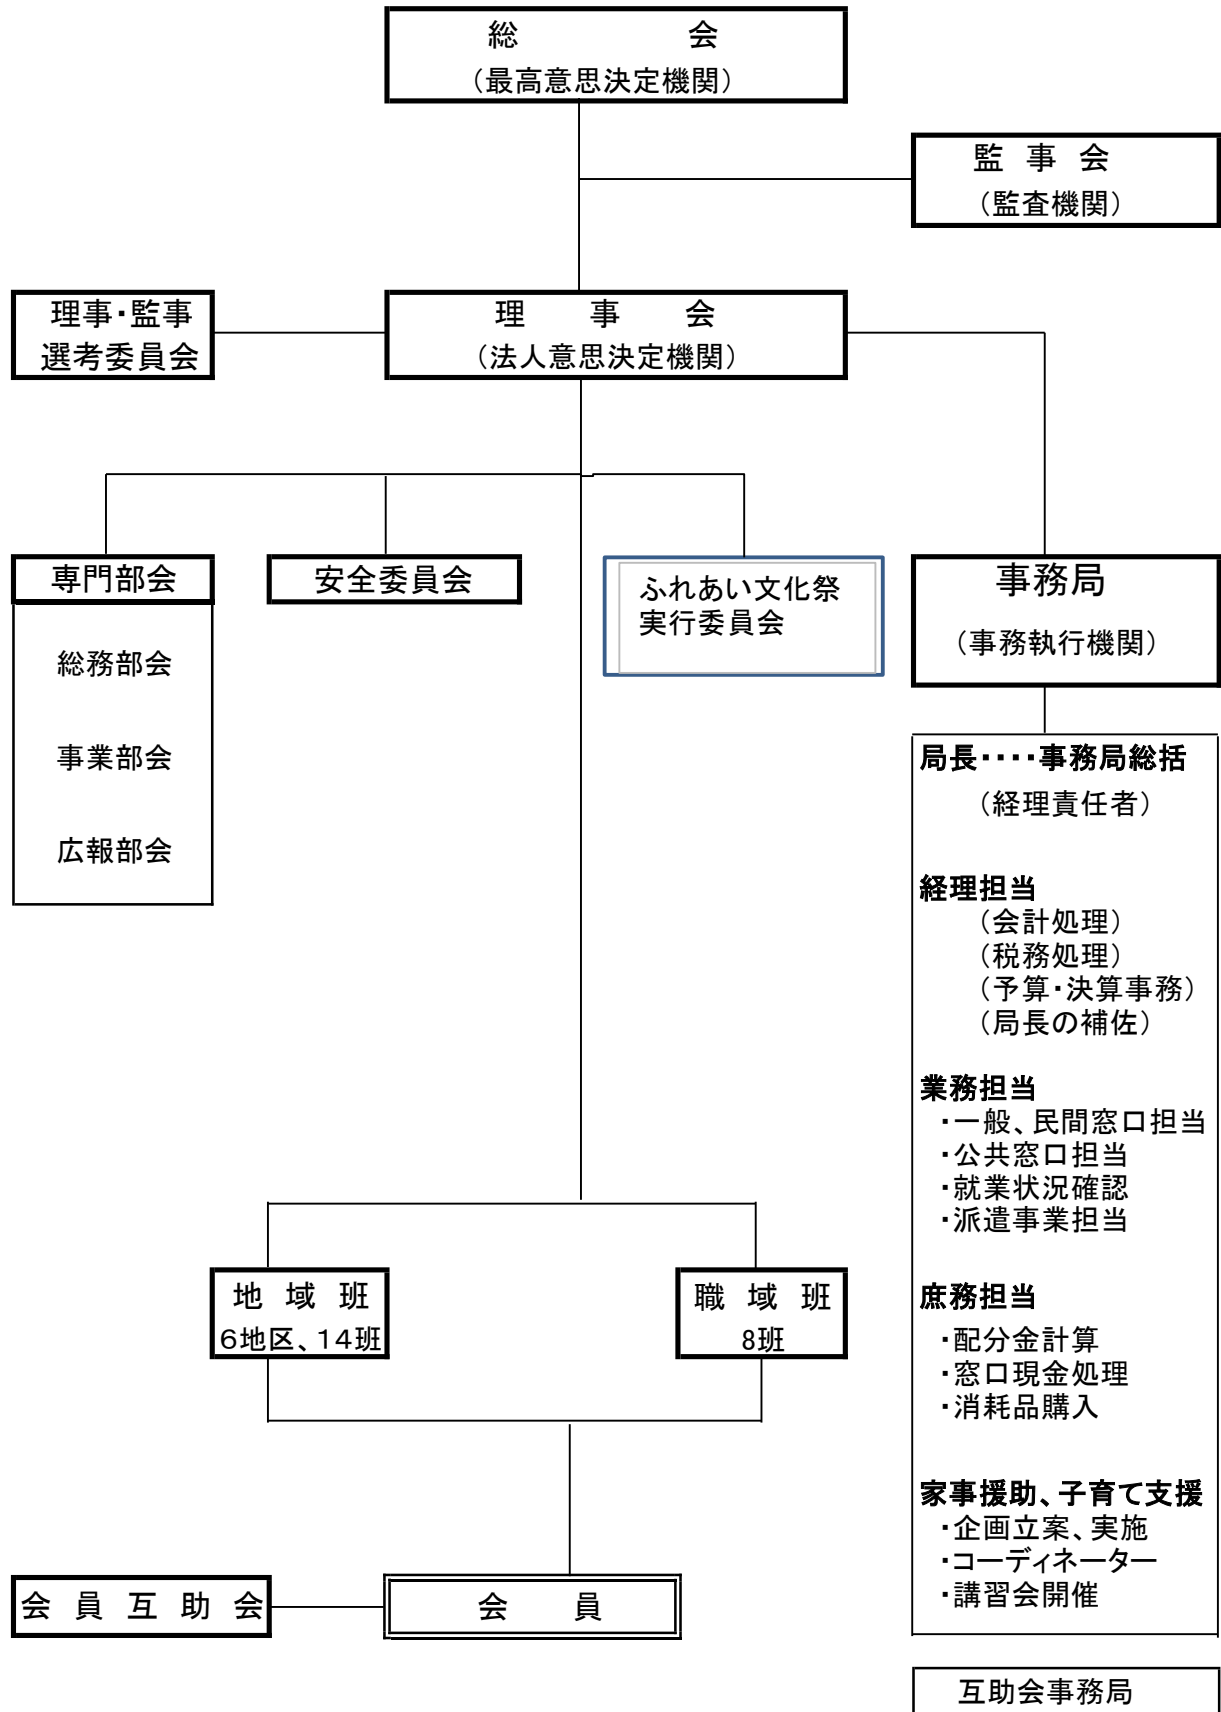 総　　　会
（最高意思決定機関）
監　事　会
（監査機関）
理事・監事
選考委員会
理　事　会
（法人意思決定機関）
専門部会
総務部会
事業部会
広報部会
安全委員会
ふれあい文化祭
実行委員会
事務局
（事務執行機関）
局長・・・・事務局総括
（経理責任者）
経理担当
（会計処理）
（税務処理）
（予算・決算事務）
（局長の補佐）
業務担当
・一般、民間窓口担当
・公共窓口担当
・就業状況確認
・派遣事業担当
庶務担当
・配分金計算
・窓口現金処理
・消耗品購入
家事援助、子育て支援
・企画立案、実施
・コーディネーター
・講習会開催
地　域　班
６地区、14班
職　域　班
8班
会　員　互　助　会
会　　員
互助会事務局